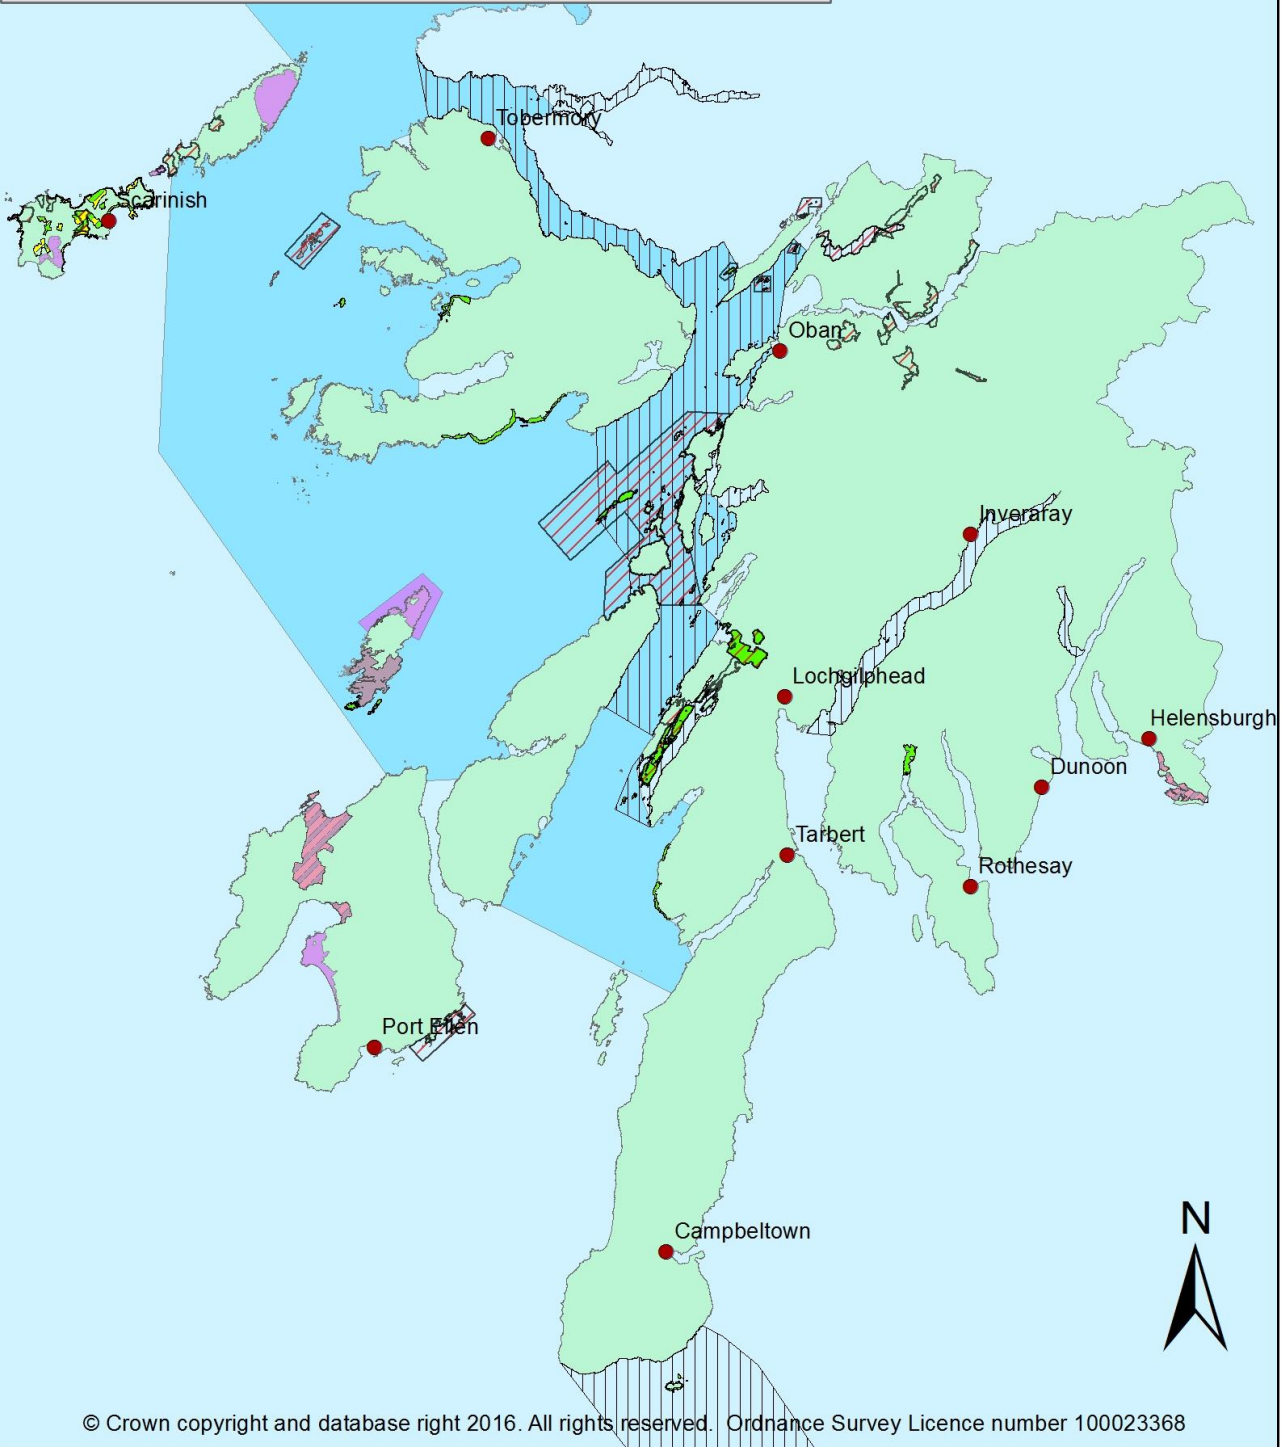 Tobermory
Scarinish
Oban
Inveraray
Lochgilphead
Helensburgh
Dunoon
Tarbert
Rothesay
Port Ellen
N
Campbeltown
© Crown copyright and database right 2016. All rights reserved. Ordnance Survey Licence number 100023368